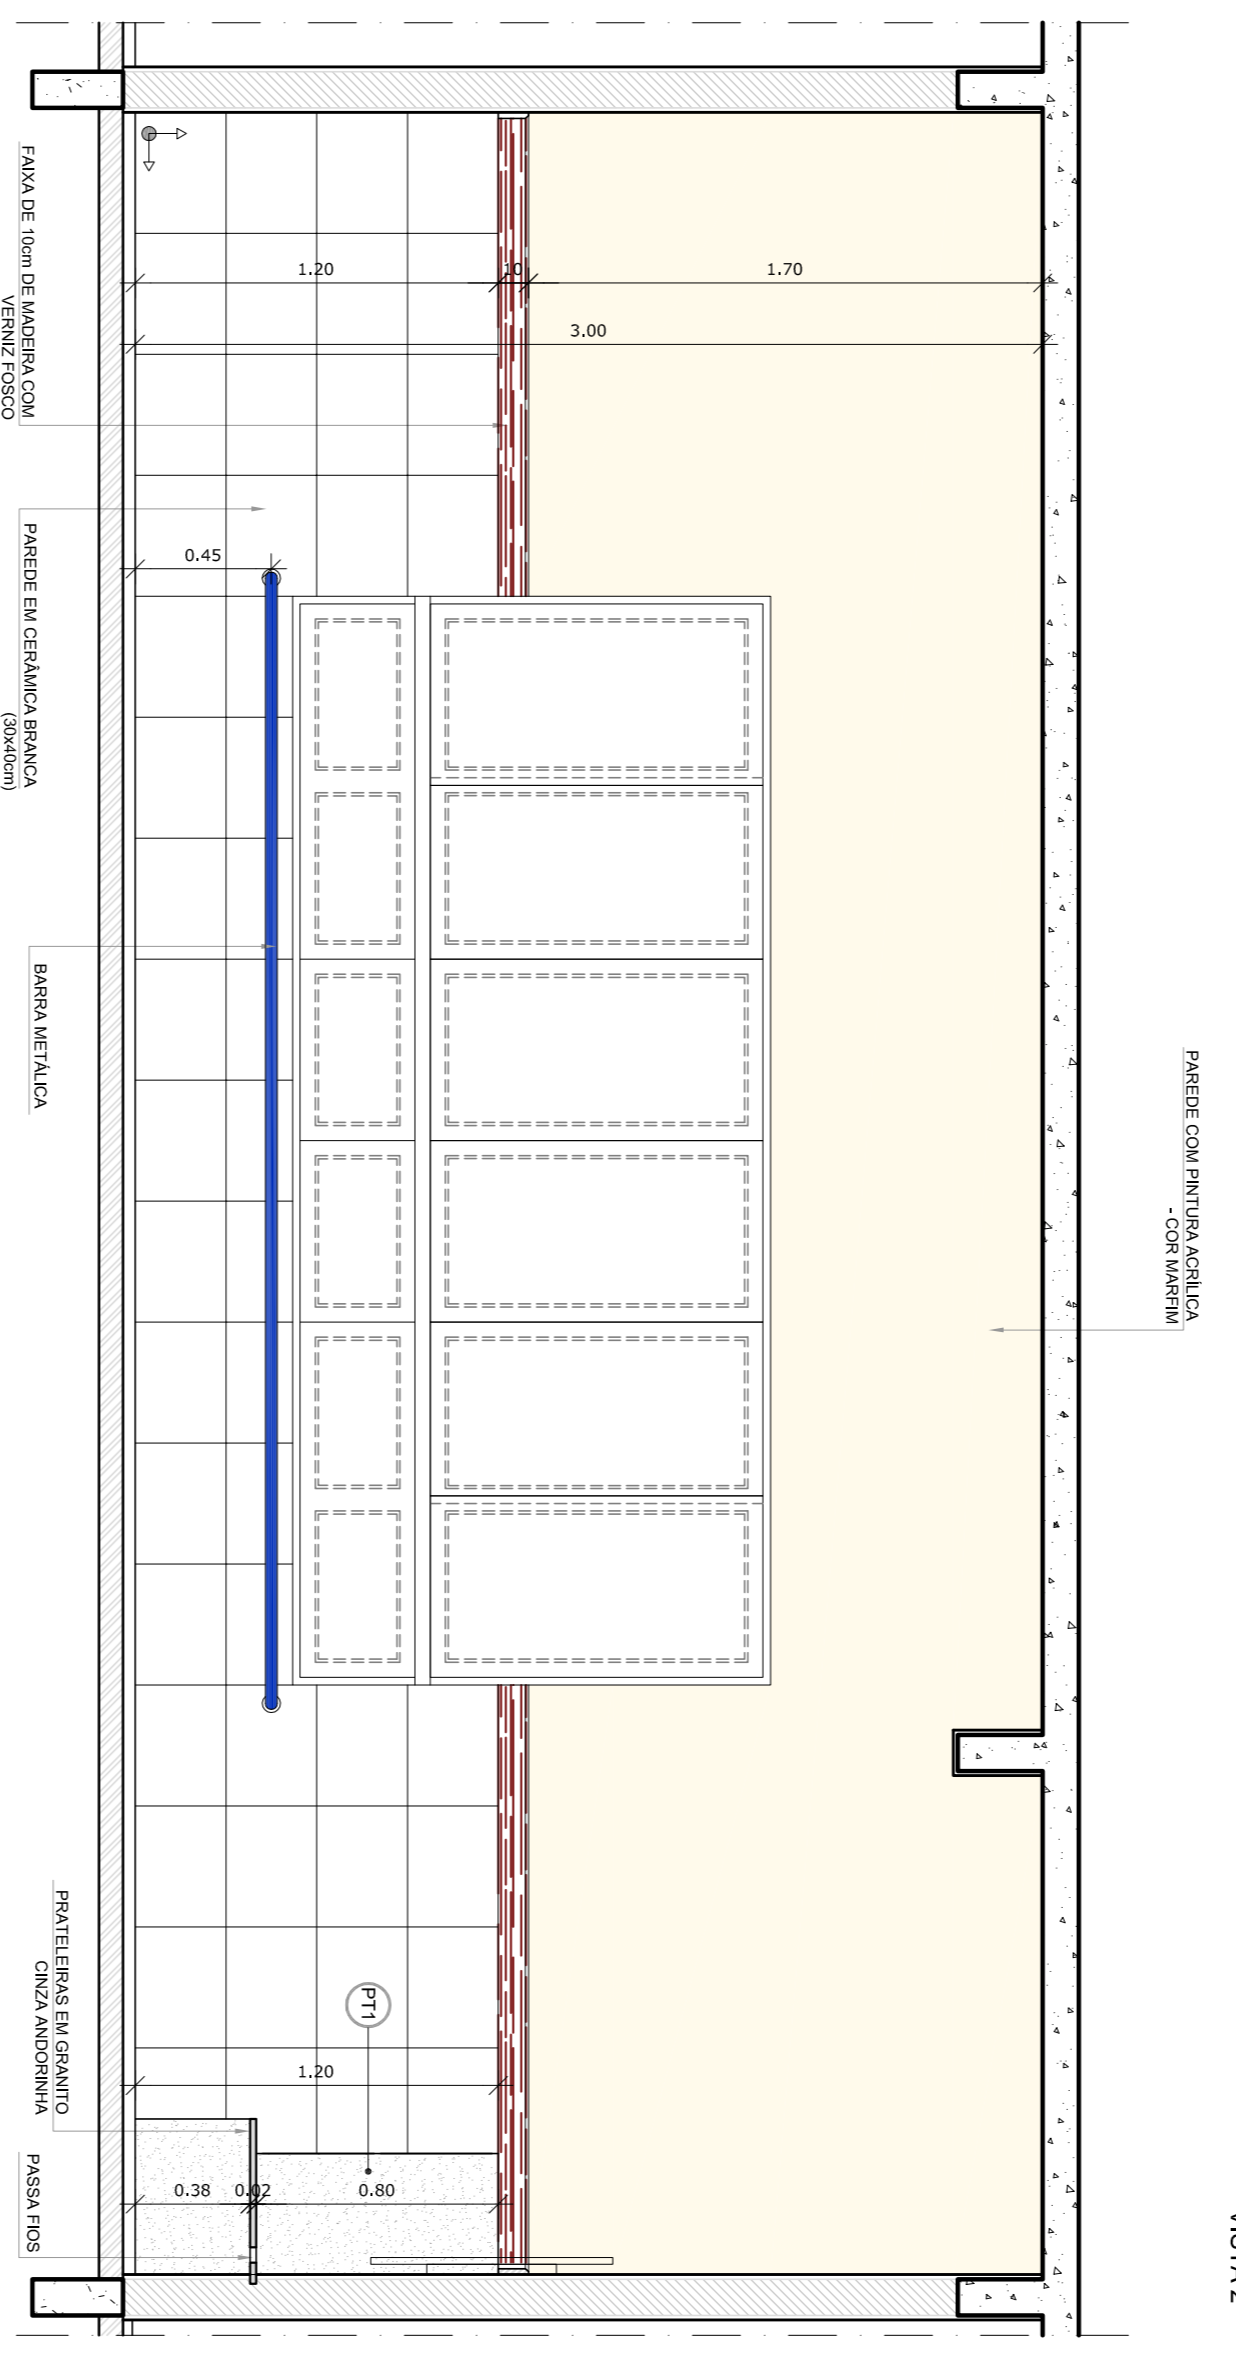 1.20
10
1.70
3.00
FAIXA DE 10cm DE MADEIRA COM
VERNIZ FOSCO
0.45
PAREDE EM CERÂMICA BRANCA
(30x40cm)
BARRA METÁLICA
PAREDE COM PINTURA ACRÍLICA
- COR MARFIM
PT1
PRATELEIRAS EM GRANITO
CINZA ANDORINHA
1.20
0.38
0.02
0.80
PASSA FIOS